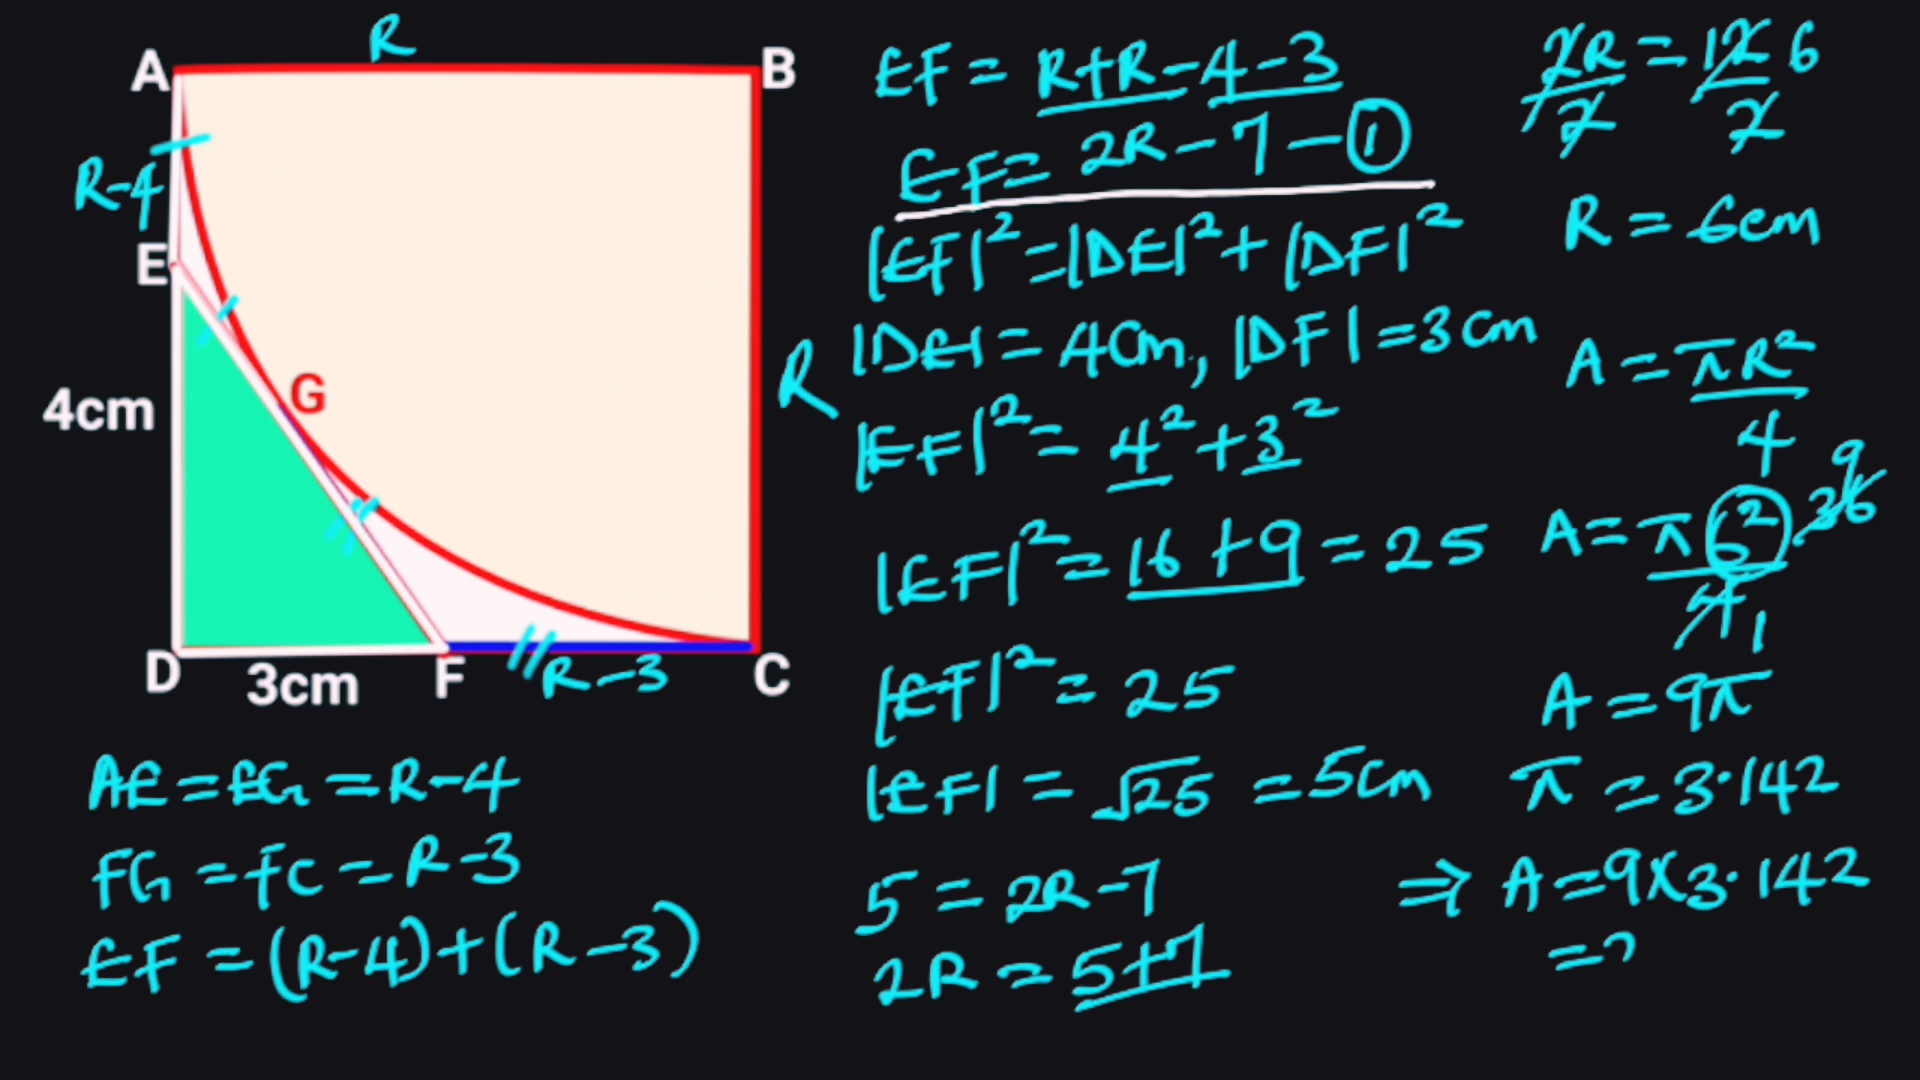 R
A
B
R-4
E
G
4cm
R
D
3cm
F
R-3
C
AE = EG = R-4
FG = FC = R-3
EF = (R-4)+(R-3)
EF = R+R-4-3
EF = 2R-7-①
|EF|² = |DE|² + |DF|²
|DE| = 4cm, |DF| = 3cm
|EF|² = 4² + 3²
|EF|² = 16 + 9 = 25
|EF|² = 25
|EF| = √25 = 5cm
5 = 2R-7
2R = 5+7
2R = 12 6
2 2
R = 6cm
A = πR²
4
9
A = π6² 36
4 1
A = 9π
π = 3.142
⇒ A = 9×3.142